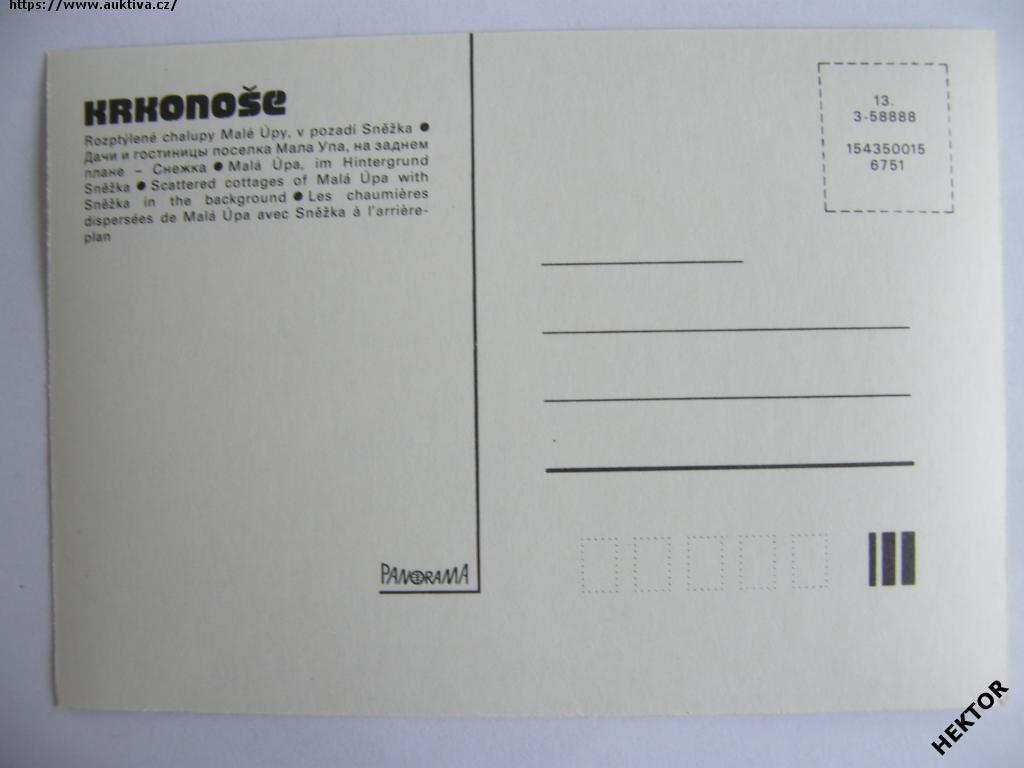 https://www.auktiva.cz/
KRKONOŠE
Rozptýlené chalupy Malé Úpy, v pozadí Sněžka ●
Дачи и гостиницы поселка Мала Упа, на заднем
плане – Снежка ● Malá Úpa, im Hintergrund
Sněžka ● Scattered cottages of Malá Úpa with
Sněžka in the background ● Les chaumières
dispersées de Malá Úpa avec Sněžka à l'arrière-
plan
13.
3-58888
154350015
6751
PANORAMA
HEKTOR